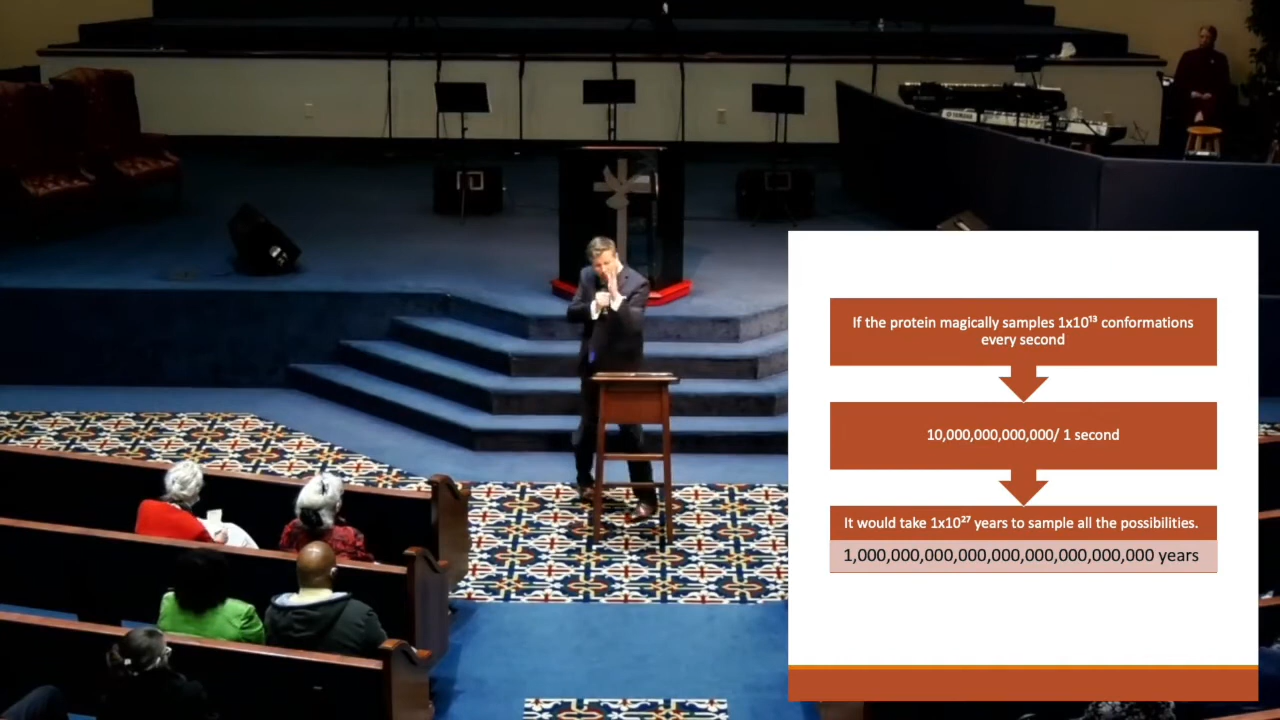 YAMAHA
If the protein magically samples 1x10¹³ conformations
every second
10,000,000,000,000/ 1 second
It would take 1x10²⁷ years to sample all the possibilities.
1,000,000,000,000,000,000,000,000,000 years